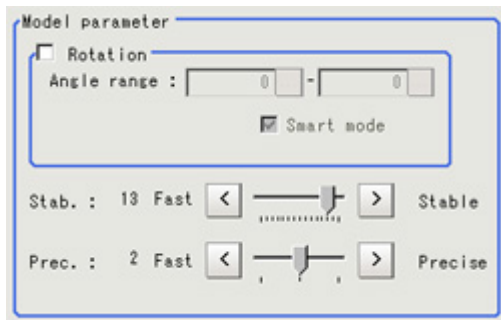 Model parameter
Rotation
Angle range : 0 - 0
Smart mode
Stab. : 13 Fast < > Stable
Prec. : 2 Fast < > Precise